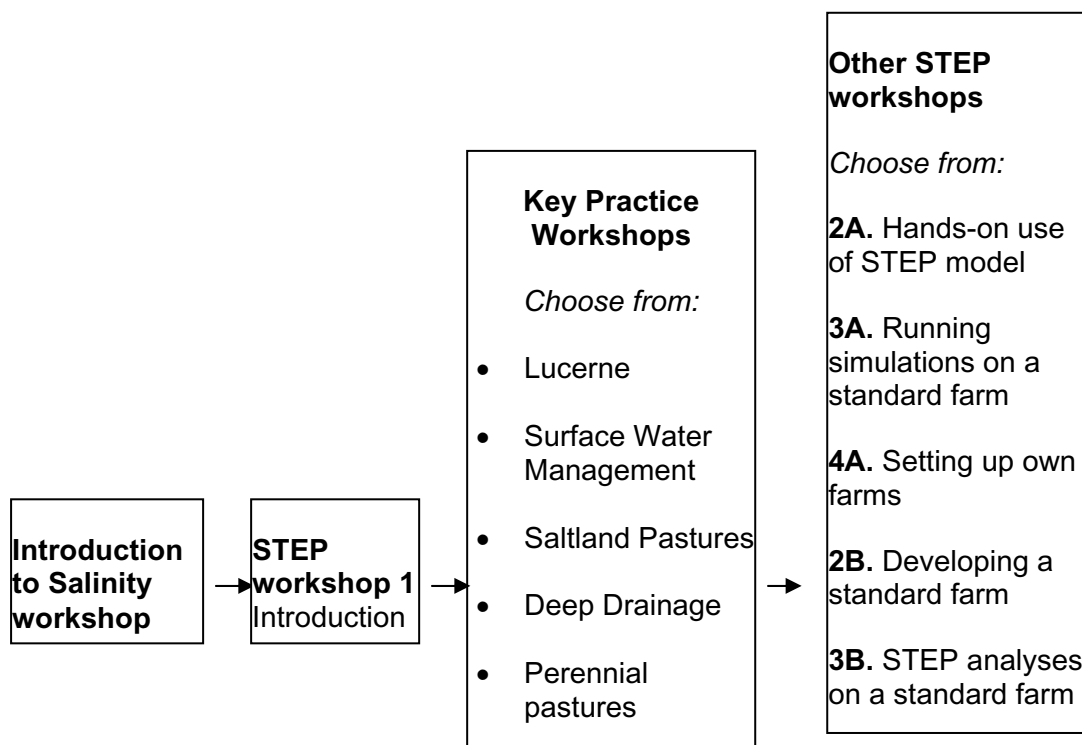 Introduction
to Salinity
workshop
STEP
workshop 1
Introduction
Key Practice
Workshops
Choose from:
• Lucerne
• Surface Water
Management
• Saltland Pastures
• Deep Drainage
• Perennial
pastures
Other STEP
workshops
Choose from:
2A. Hands-on use
of STEP model
3A. Running
simulations on a
standard farm
4A. Setting up own
farms
2B. Developing a
standard farm
3B. STEP analyses
on a standard farm